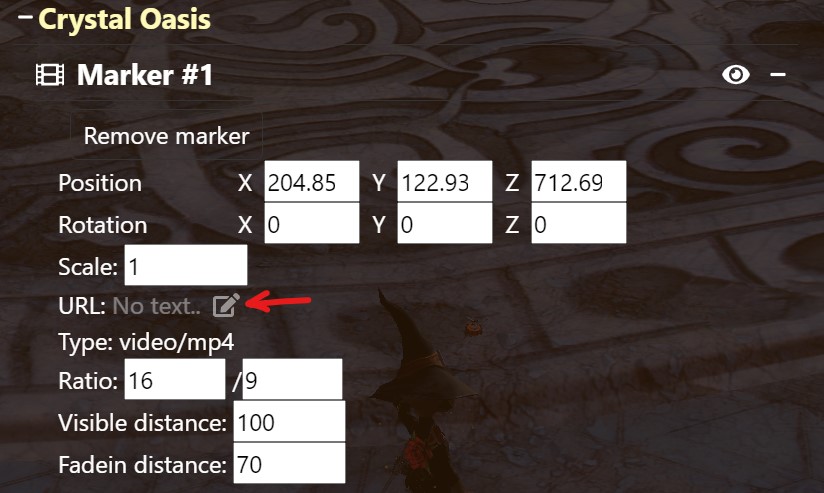 Crystal Oasis
Marker #1
Remove marker
Position X 204.85 Y 122.93 Z 712.69
Rotation X 0 Y 0 Z 0
Scale: 1
URL: No text..
Type: video/mp4
Ratio: 16 /9
Visible distance: 100
Fadein distance: 70